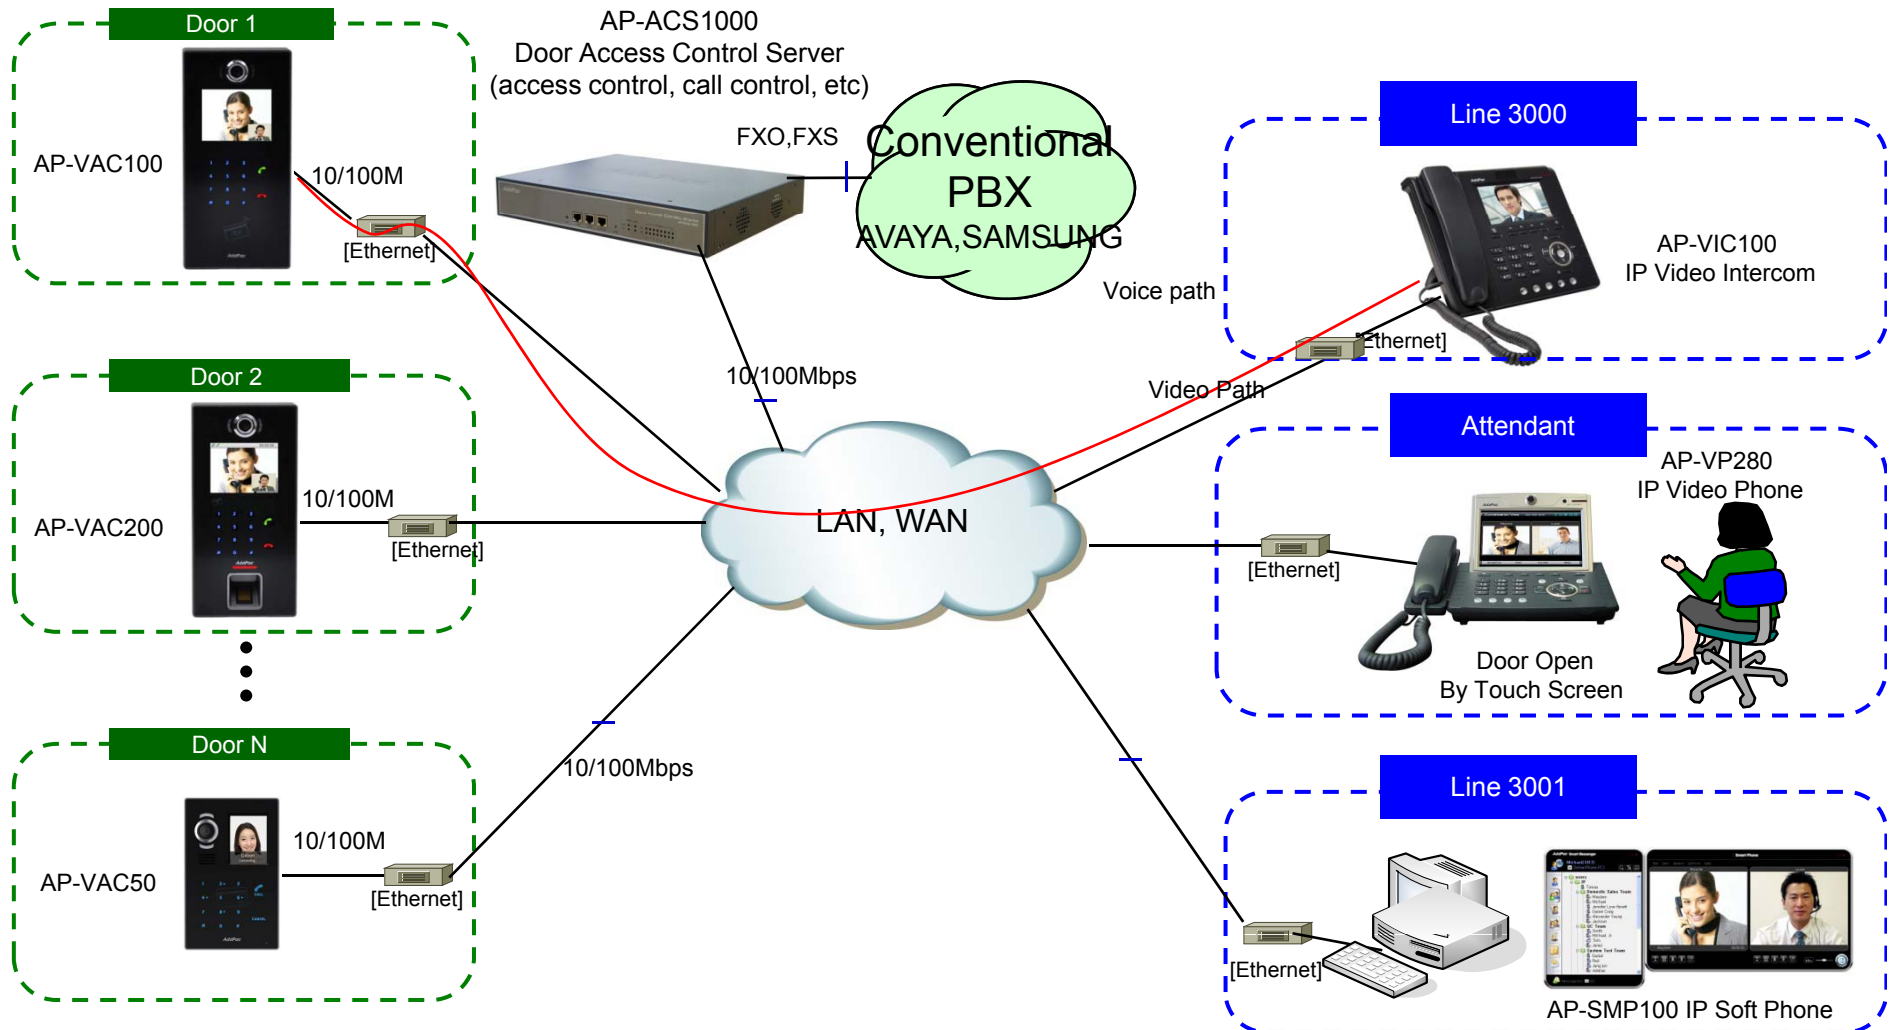 Door 1
AP-VAC100
10/100M
[Ethernet]
AP-ACS1000
Door Access Control Server
(access control, call control, etc)
FXO,FXS
Conventional
PBX
AVAYA,SAMSUNG
Line 3000
AP-VIC100
IP Video Intercom
Voice path
Ethernet]
Door 2
AP-VAC200
10/100M
[Ethernet]
AddPac
10/100Mbps
Video Path
LAN, WAN
Attendant
AP-VP280
IP Video Phone
[Ethernet]
Door Open
By Touch Screen
Door N
AP-VAC50
10/100M
[Ethernet]
AddPac
10/100Mbps
Line 3001
[Ethernet]
AP-SMP100 IP Soft Phone